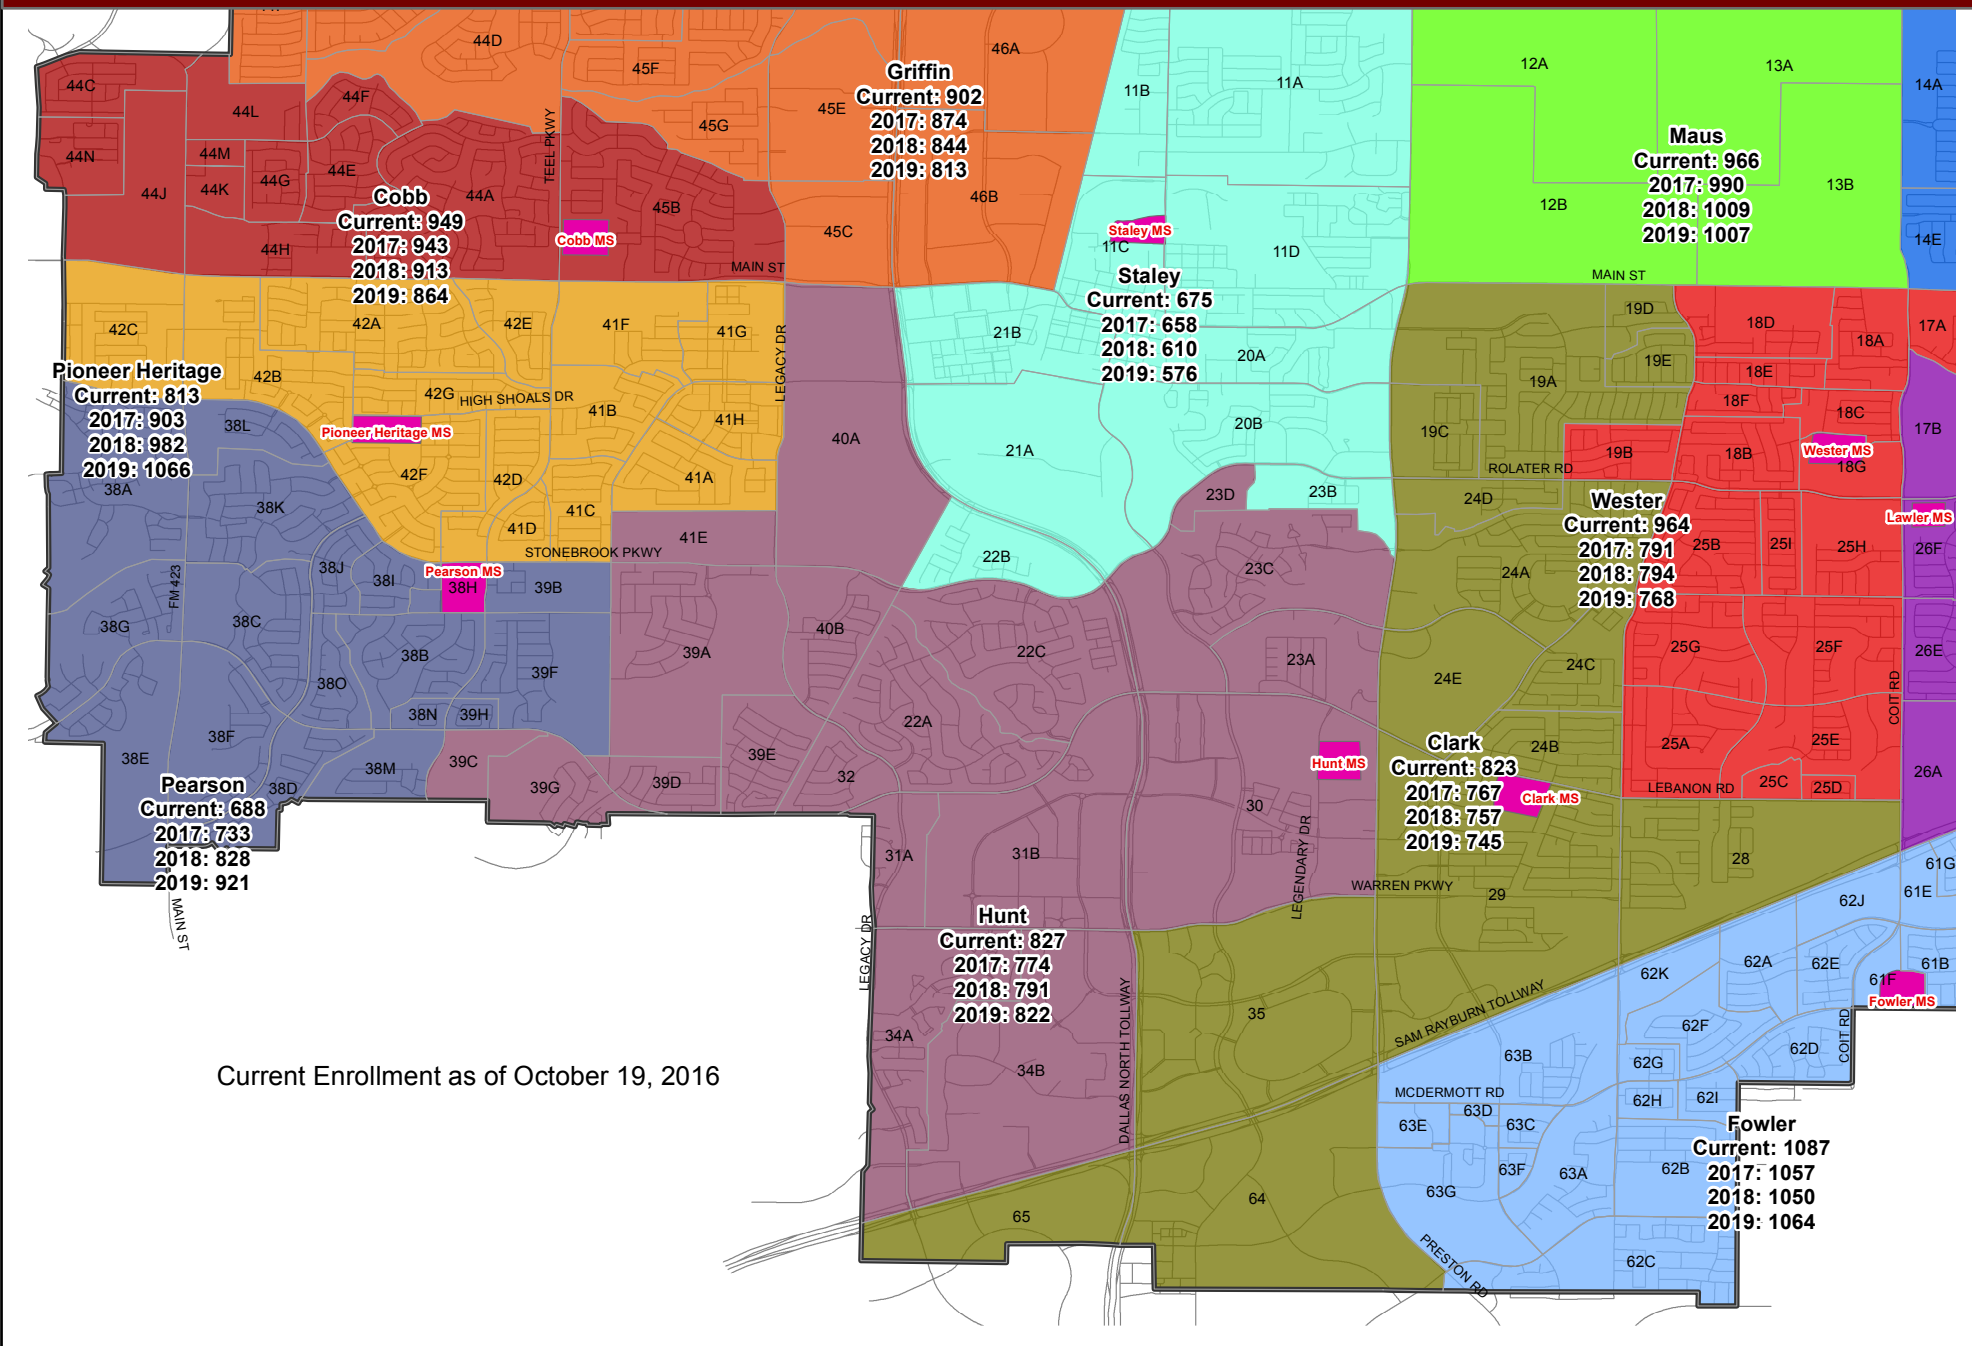 44D
46A
45F
Griffin
Current: 902
2017: 874
2018: 844
2019: 813
12A
13A
14A
11A
11B
44C
44F
44L
45E
45G
TEEL PKWY
Maus
Current: 966
2017: 990
2018: 1009
2019: 1007
44N
44M
44E
44G
44K
44J
44A
45B
46B
12B
13B
Cobb
Current: 949
2017: 943
2018: 913
2019: 864
Cobb MS
45C
Staley MS
11C
11D
14E
44H
MAIN ST
MAIN ST
Staley
Current: 675
2017: 658
2018: 610
2019: 576
42C
42A
42E
41F
41G
LEGACY DR
21B
20A
19D
18D
17A
18A
19E
18E
Pioneer Heritage
Current: 813
2017: 903
2018: 982
2019: 1066
42B
42G
HIGH SHOALS DR
41B
41H
19A
18F
18C
38L
Pioneer Heritage MS
40A
20B
19C
17B
21A
19B
18B
Wester MS
18G
ROLATER RD
42F
42D
41A
38A
23D
23B
24D
38K
41C
41D
Wester
Current: 964
2017: 791
2018: 794
2019: 768
Lawler MS
41E
STONEBROOK PKWY
25B
25I
25H
26F
22B
38J
38I
Pearson MS
38H
39B
23C
24A
FM 423
38G
38C
40B
38B
39A
22C
23A
24C
25G
25F
26E
39F
38O
24E
COIT RD
38N
39H
22A
38F
38E
39C
39E
Clark
Current: 823
2017: 767
2018: 757
2019: 745
24B
25A
25E
Hunt MS
38M
38D
39G
39D
32
26A
LEBANON RD
25C
25D
Clark MS
Pearson
Current: 688
2017: 733
2018: 828
2019: 921
30
31A
31B
LEGENDARY DR
28
61G
WARREN PKWY
29
61E
62J
MAIN ST
LEGACY DR
Hunt
Current: 827
2017: 774
2018: 791
2019: 822
62K
62A
62E
61B
61F
Fowler MS
DALLAS NORTH TOLLWAY
35
SAM RAYBURN TOLLWAY
34A
62F
COIT RD
62D
63B
62G
Current Enrollment as of October 19, 2016
34B
MCDERMOTT RD
62H
62I
63D
63E
63C
Fowler
Current: 1087
2017: 1057
2018: 1050
2019: 1064
63F
63A
62B
63G
64
65
PRESTON RD
62C